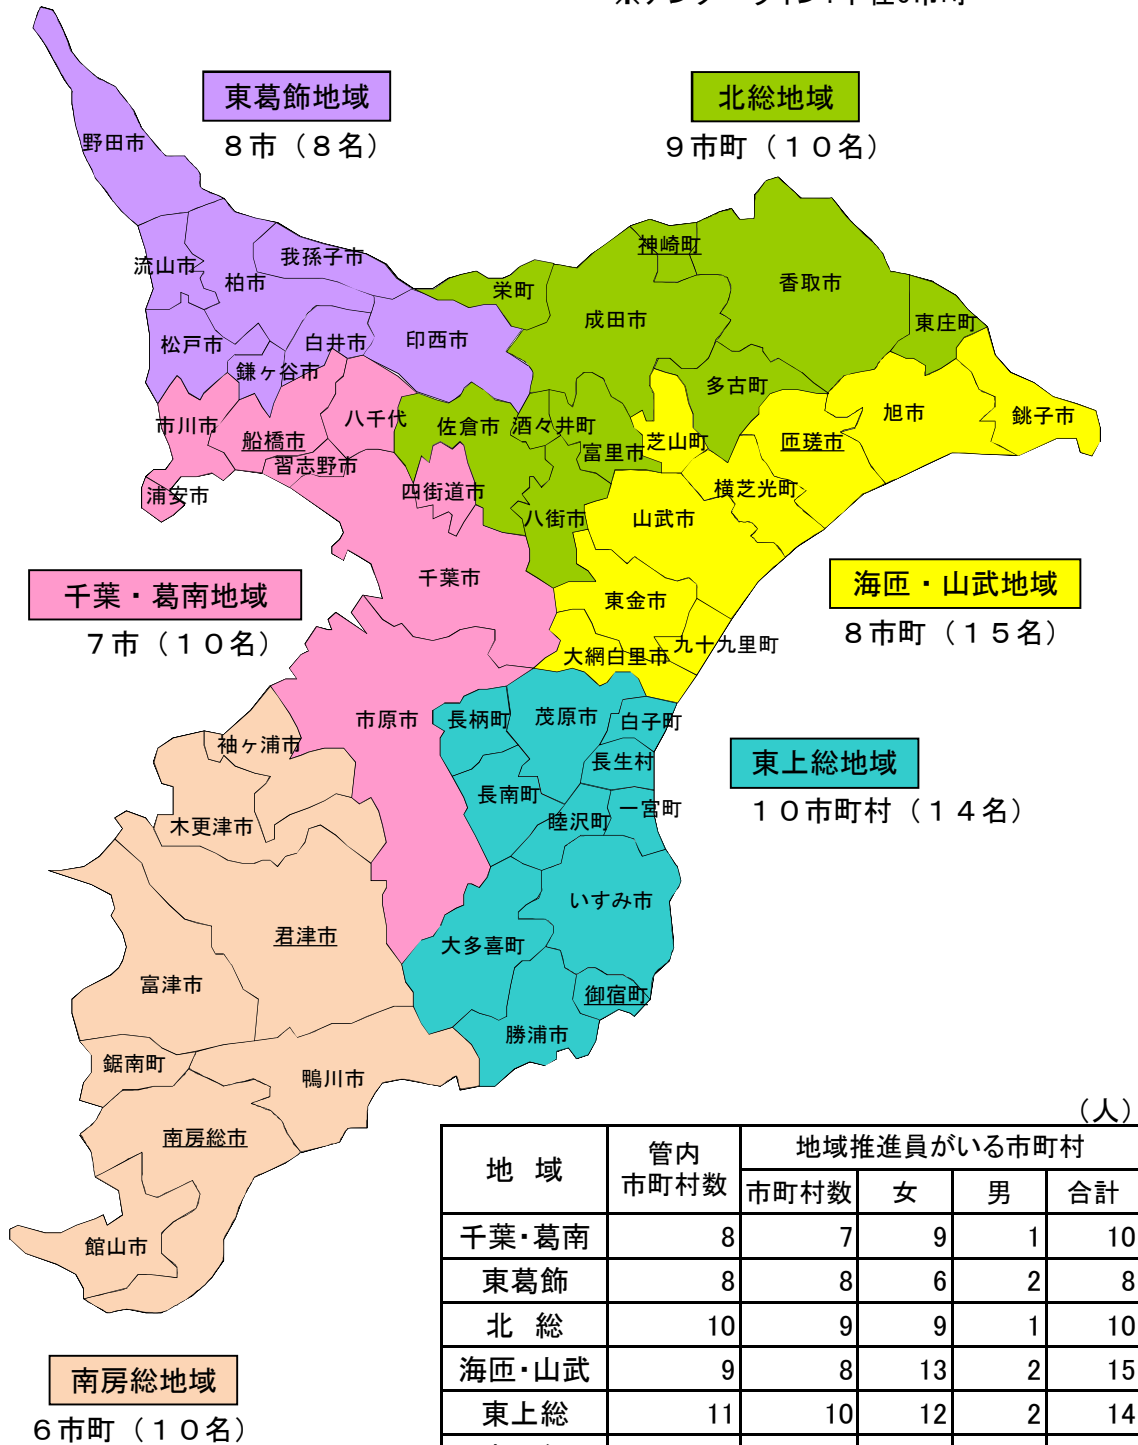 東葛飾地域
8市（8名）
北総地域
9市町（10名）
野田市
流山市
柏市
我孫子市
松戸市
鎌ヶ谷市
白井市
印西市
栄町
神崎町
成田市
香取市
東庄町
多古町
佐倉市
酒々井町
富里市
八街市
市川市
船橋市
八千代
習志野市
浦安市
四街道市
千葉市
市原市
芝山町
匝瑳市
旭市
銚子市
横芝光町
山武市
東金市
九十九里町
大網白里市
千葉・葛南地域
7市（10名）
海匝・山武地域
8市町（15名）
長柄町
茂原市
白子町
長生村
長南町
睦沢町
一宮町
いすみ市
大多喜町
御宿町
勝浦市
東上総地域
10市町村（14名）
袖ヶ浦市
木更津市
君津市
富津市
鋸南町
鴨川市
南房総市
館山市
南房総地域
6市町（10名）
（人）
地 域 管内市町村数 地域推進員がいる市町村
市町村数 女 男 合計
千葉・葛南 8 7 9 1 10
東葛飾 8 8 6 2 8
北 総 10 9 9 1 10
海匝・山武 9 8 13 2 15
東上総 11 10 12 2 14